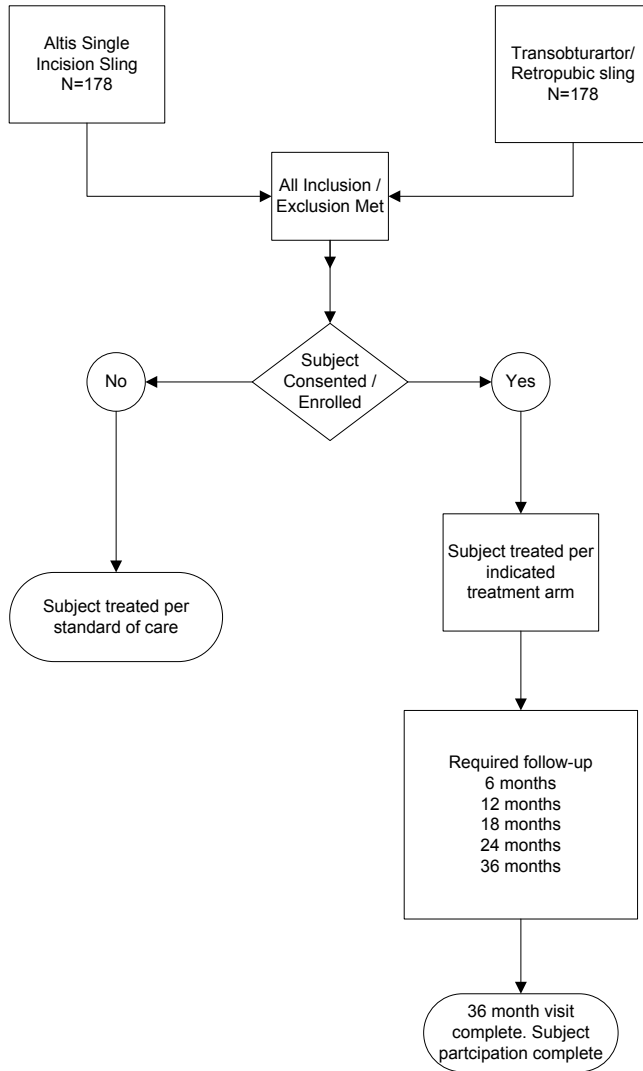 Altis Single
Incision Sling
N=178
Transobturartor/
Retropubic sling
N=178
All Inclusion /
Exclusion Met
Subject
Consented /
Enrolled
No
Yes
Subject treated per
standard of care
Subject treated per
indicated
treatment arm
Required follow-up
6 months
12 months
18 months
24 months
36 months
36 month visit
complete. Subject
partcipation complete